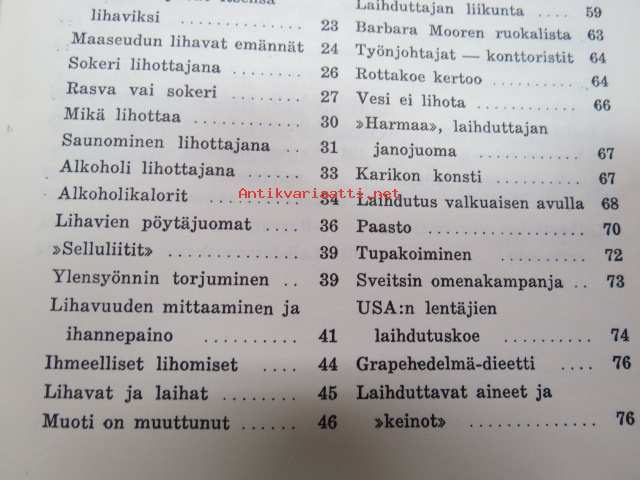 lihaviksi ........ 23
Maaseudun lihavat emännät 24
Sokeri lihottajana ........ 26
Rasva vai sokeri ........ 27
Mikä lihottaa ........ 30
Saunominen lihottajana .. 31
Alkoholi lihottajana ...... 33
Alkoholikalorit ........ 34
Lihavien pöytäjuomat .... 36
»Selluliitit» ........ 39
Ylensyönnin torjuminen .. 39
Lihavuuden mittaaminen ja
ihannepaino .......... 41
Ihmeelliset lihomiset .... 44
Lihavat ja laihat ........ 45
Muoti on muuttunut ...... 46
Laihduttajan liikunta .... 59
Barbara Mooren ruokalista 63
Työnjohtajat — konttoristit 64
Rottakoe kertoo ........ 64
Vesi ei lihota .......... 66
»Harmaa», laihduttajan
janojuoma ............ 67
Karikon konsti ........ 67
Laihdutus valkuaisen avulla 68
Paasto ................ 70
Tupakoiminen .......... 72
Sveitsin omenakampanja .. 73
USA:n lentäjien
laihdutuskoe .......... 74
Grapehedelmä-dieetti .... 76
Laihduttavat aineet ja
»keinot» .............. 76
Antikvariaatti.net